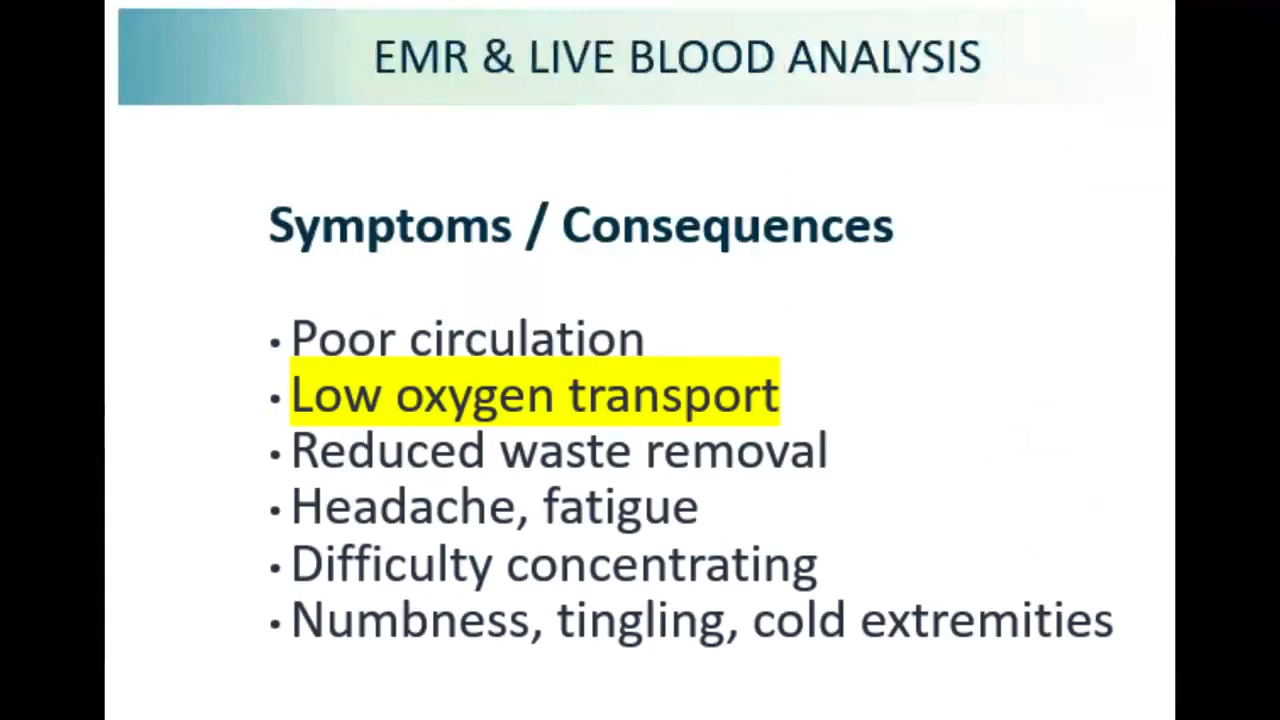 EMR & LIVE BLOOD ANALYSIS
Symptoms / Consequences
• Poor circulation
• Low oxygen transport
• Reduced waste removal
• Headache, fatigue
• Difficulty concentrating
• Numbness, tingling, cold extremities